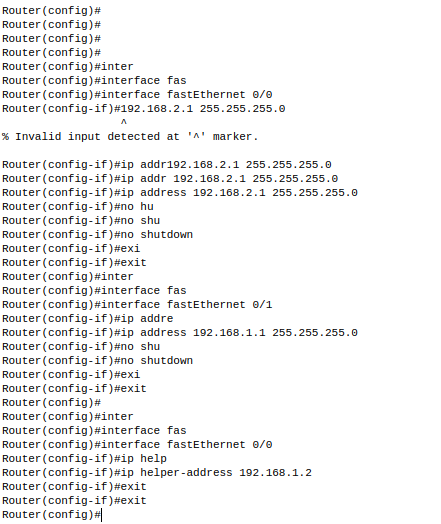 Router(config)#
Router(config)#
Router(config)#
Router(config)#
Router(config)#inter
Router(config)#interface fas
Router(config)#interface fastEthernet 0/0
Router(config-if)#192.168.2.1 255.255.255.0
^
% Invalid input detected at '^' marker.
Router(config-if)#ip addr192.168.2.1 255.255.255.0
Router(config-if)#ip addr 192.168.2.1 255.255.255.0
Router(config-if)#ip address 192.168.2.1 255.255.255.0
Router(config-if)#no hu
Router(config-if)#no shu
Router(config-if)#no shutdown
Router(config-if)#exi
Router(config-if)#exit
Router(config)#inter
Router(config)#interface fas
Router(config)#interface fastEthernet 0/1
Router(config-if)#ip addre
Router(config-if)#ip address 192.168.1.1 255.255.255.0
Router(config-if)#no shu
Router(config-if)#no shutdown
Router(config-if)#exi
Router(config-if)#exit
Router(config)#
Router(config)#inter
Router(config)#interface fas
Router(config)#interface fastEthernet 0/0
Router(config-if)#ip help
Router(config-if)#ip helper-address 192.168.1.2
Router(config-if)#exit
Router(config-if)#exit
Router(config)#